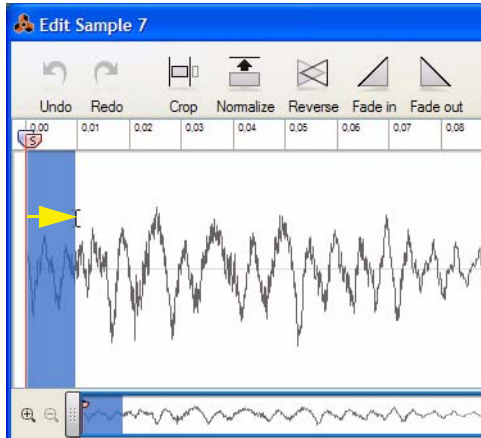 Edit Sample 7
Undo Redo Crop Normalize Reverse Fade in Fade out
0,00 0,01 0,02 0,03 0,04 0,05 0,06 0,07 0,08
S